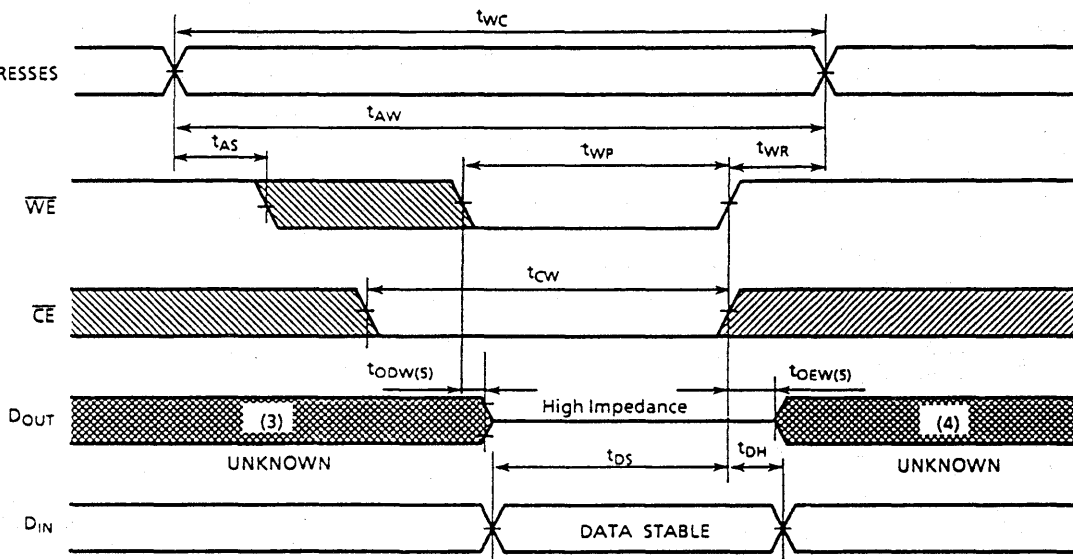 tWC
RESSES
tAW
tAS
tWP
tWR
WE
tCW
CE
tODW(5)
tOEW(5)
DOUT
(3)
High Impedance
(4)
UNKNOWN
tDS
tDH
UNKNOWN
DIN
DATA STABLE